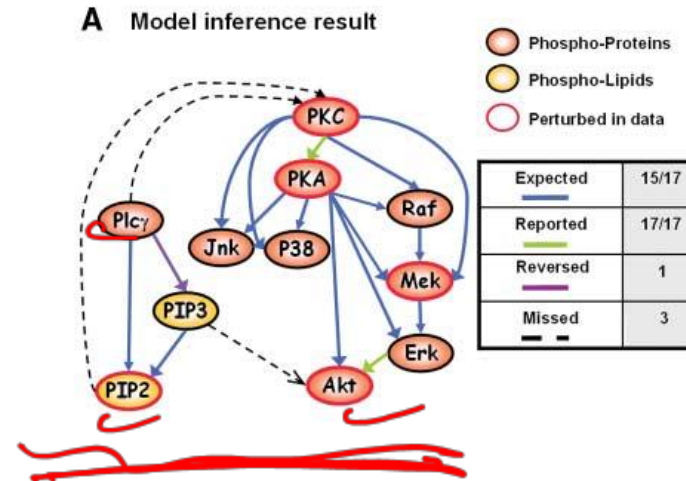 A Model inference result
Phospho-Proteins
Phospho-Lipids
Perturbed in data
PKC
PKA
Raf
Plcγ
Jnk
P38
Mek
PIP3
Erk
PIP2
Akt
Expected 15/17
Reported 17/17
Reversed 1
Missed 3